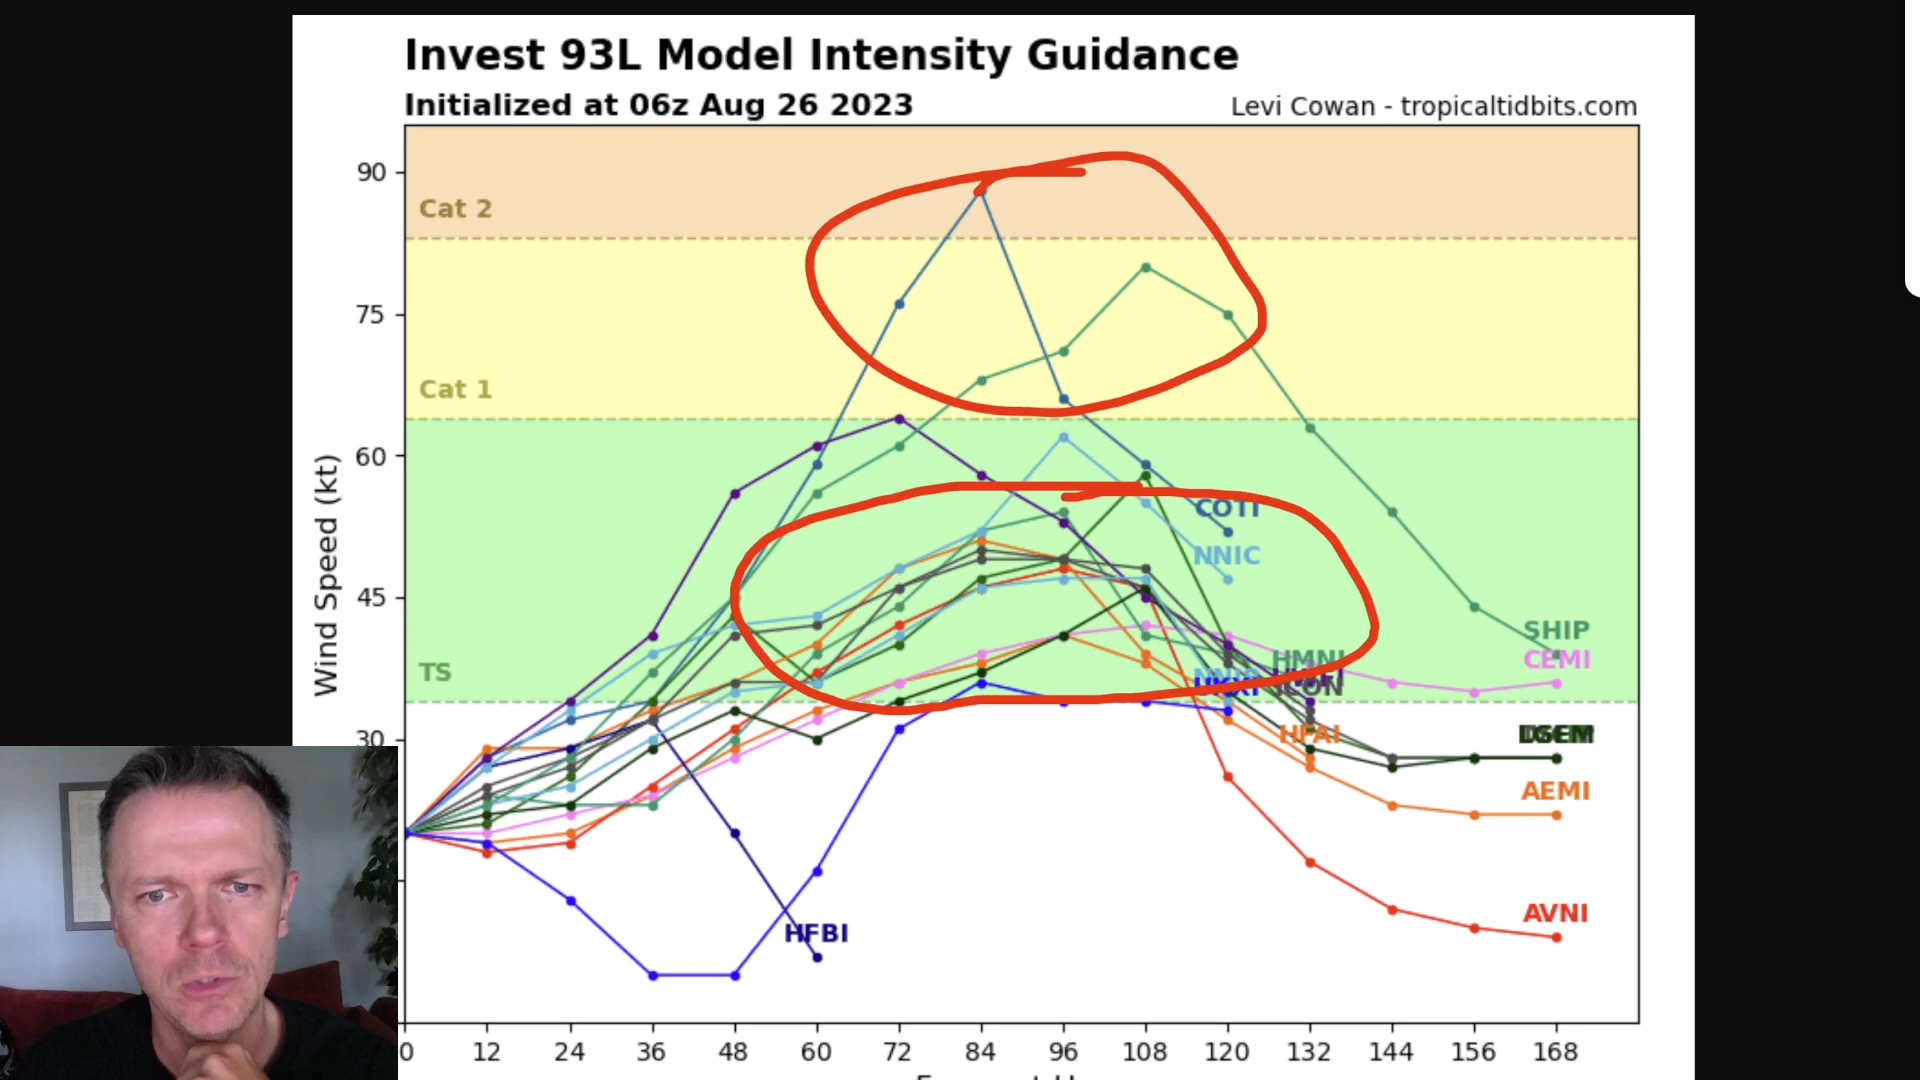 Invest 93L Model Intensity Guidance
Initialized at 06z Aug 26 2023
Levi Cowan - tropicaltidbits.com
Wind Speed (kt)
90
75
60
45
30
Cat 2
Cat 1
TS
COTI
NNIC
SHIP
CEMI
HMNI
UKXI
ICON
HFAI
AEMI
AVNI
HFBI
0 12 24 36 48 60 72 84 96 108 120 132 144 156 168